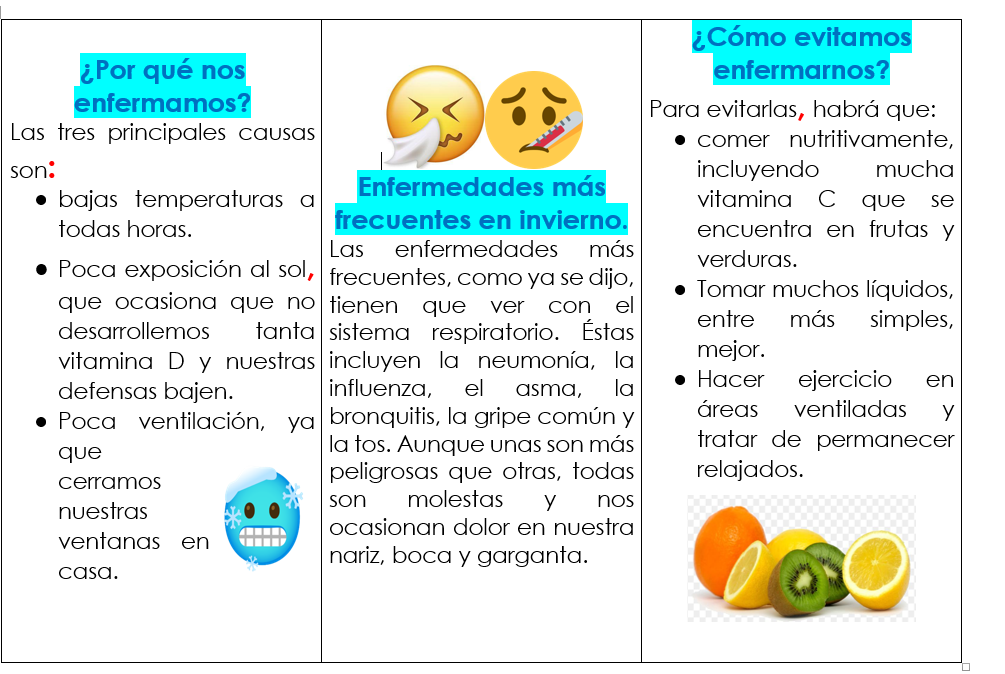 ¿Por qué nos
enfermamos?
Las tres principales causas
son:
● bajas temperaturas a
todas horas.
● Poca exposición al sol,
que ocasiona que no
desarrollemos tanta
vitamina D y nuestras
defensas bajen.
● Poca ventilación, ya
que
cerramos
nuestras
ventanas en
casa.
Enfermedades más
frecuentes en invierno.
Las enfermedades más
frecuentes, como ya se dijo,
tienen que ver con el
sistema respiratorio. Éstas
incluyen la neumonía, la
influenza, el asma, la
bronquitis, la gripe común y
la tos. Aunque unas son más
peligrosas que otras, todas
son molestas y nos
ocasionan dolor en nuestra
nariz, boca y garganta.
¿Cómo evitamos
enfermarnos?
Para evitarlas, habrá que:
● comer nutritivamente,
incluyendo mucha
vitamina C que se
encuentra en frutas y
verduras.
● Tomar muchos líquidos,
entre más simples,
mejor.
● Hacer ejercicio en
áreas ventiladas y
tratar de permanecer
relajados.